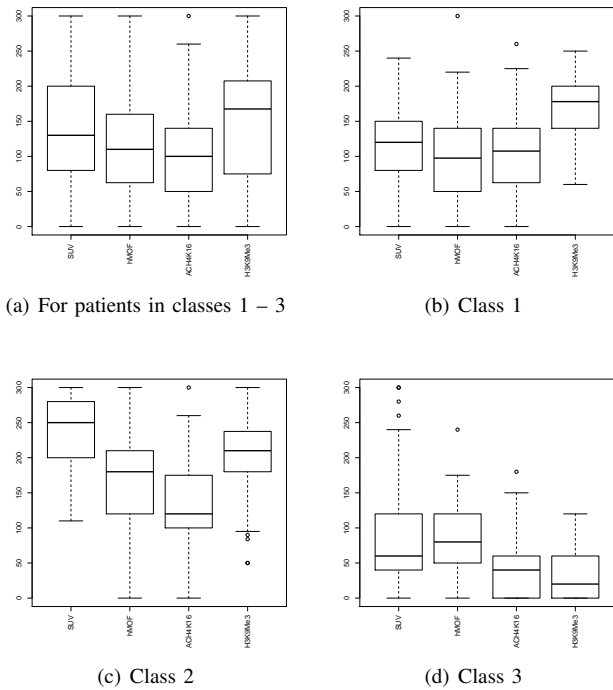 300
250
200
150
100
50
0
SUV
hMOF
ACH4K16
H3K9Me3
(a) For patients in classes 1 – 3
300
250
200
150
100
50
0
SUV
hMOF
ACH4K16
H3K9Me3
(b) Class 1
300
250
200
150
100
50
0
SUV
hMOF
ACH4K16
H3K9Me3
(c) Class 2
300
250
200
150
100
50
0
SUV
hMOF
ACH4K16
H3K9Me3
(d) Class 3